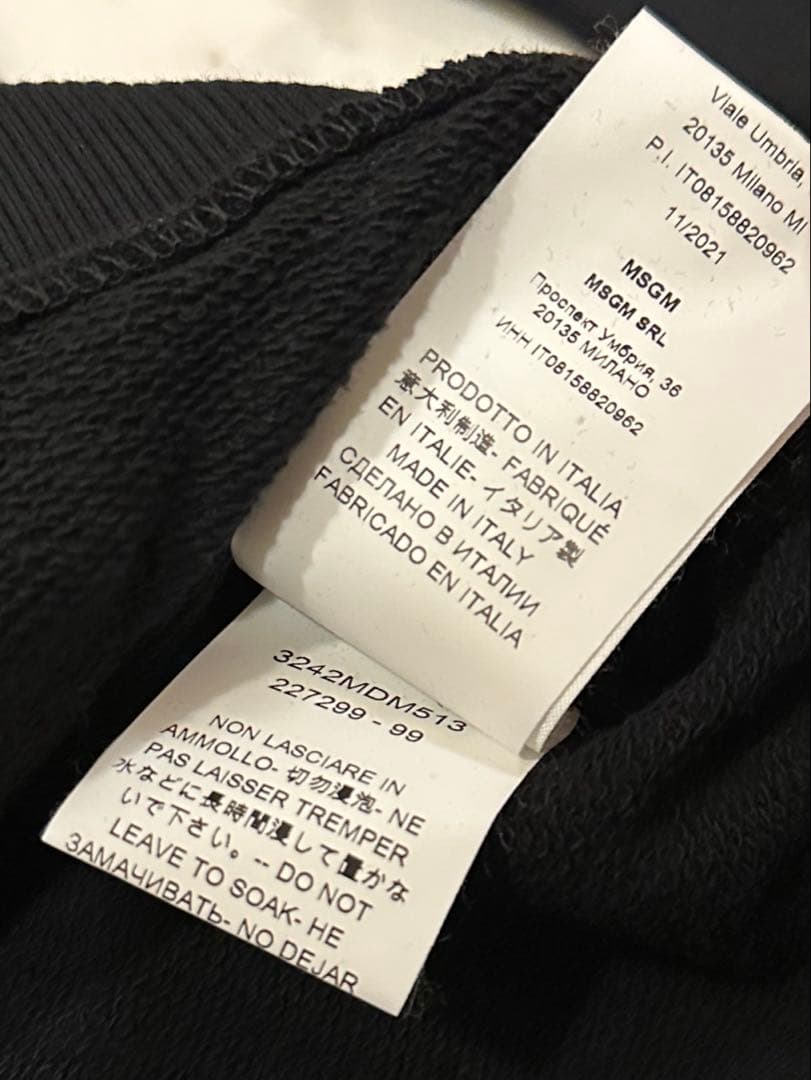 Viale Umbria,
20135 Milano MI
P.I. IT08158820962
11/2021
MSGM
MSGM SRL
Проспект Умбрия, 36
20135 МИЛАНО
ИНН IT08158820962
PRODOTTO IN ITALIA
意大利制造- FABRIQUÉ
EN ITALIE- イタリア製
MADE IN ITALY
СДЕЛАНО В ИТАЛИИ
FABRICADO EN ITALIA
3242MDM513
227299 - 99
NON LASCIARE IN
AMMOLLO- 切勿浸泡- NE
PAS LAISSER TREMPER
水などに長時間浸して置かな
いで下さい。-- DO NOT
LEAVE TO SOAK- НЕ
ЗАМАЧИВАТЬ- NO DEJAR